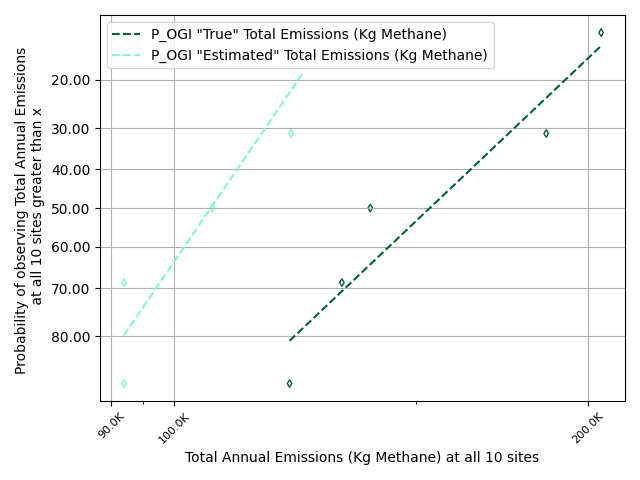 P_OGI "True" Total Emissions (Kg Methane)
P_OGI "Estimated" Total Emissions (Kg Methane)
Probability of observing Total Annual Emissions
at all 10 sites greater than x
20.00
30.00
40.00
50.00
60.00
70.00
80.00
90.0K
100.0K
200.0K
Total Annual Emissions (Kg Methane) at all 10 sites